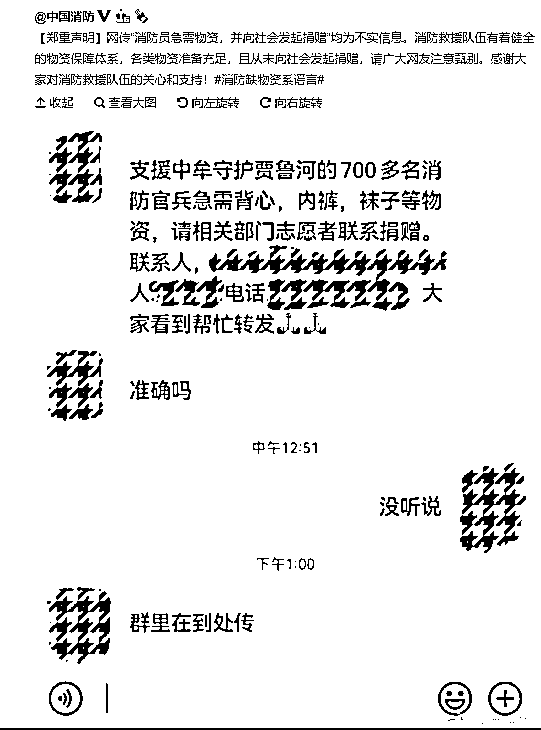 @中国消防
【郑重声明】网传“消防员急需物资，并向社会发起捐赠”均为不实信息。消防救援队伍有着健全
的物资保障体系，各类物资准备充足，且从未向社会发起捐赠，请广大网友注意甄别。感谢大
家对消防救援队伍的关心和支持！#消防缺物资系谣言#
收起 查看大图 向左旋转 向右旋转
支援中牟守护贾鲁河的700多名消
防官兵急需背心，内裤，袜子等物
资，请相关部门志愿者联系捐赠。
联系人，
人 电话 大
家看到帮忙转发
准确吗
中午12:51
没听说
下午1:00
群里在到处传